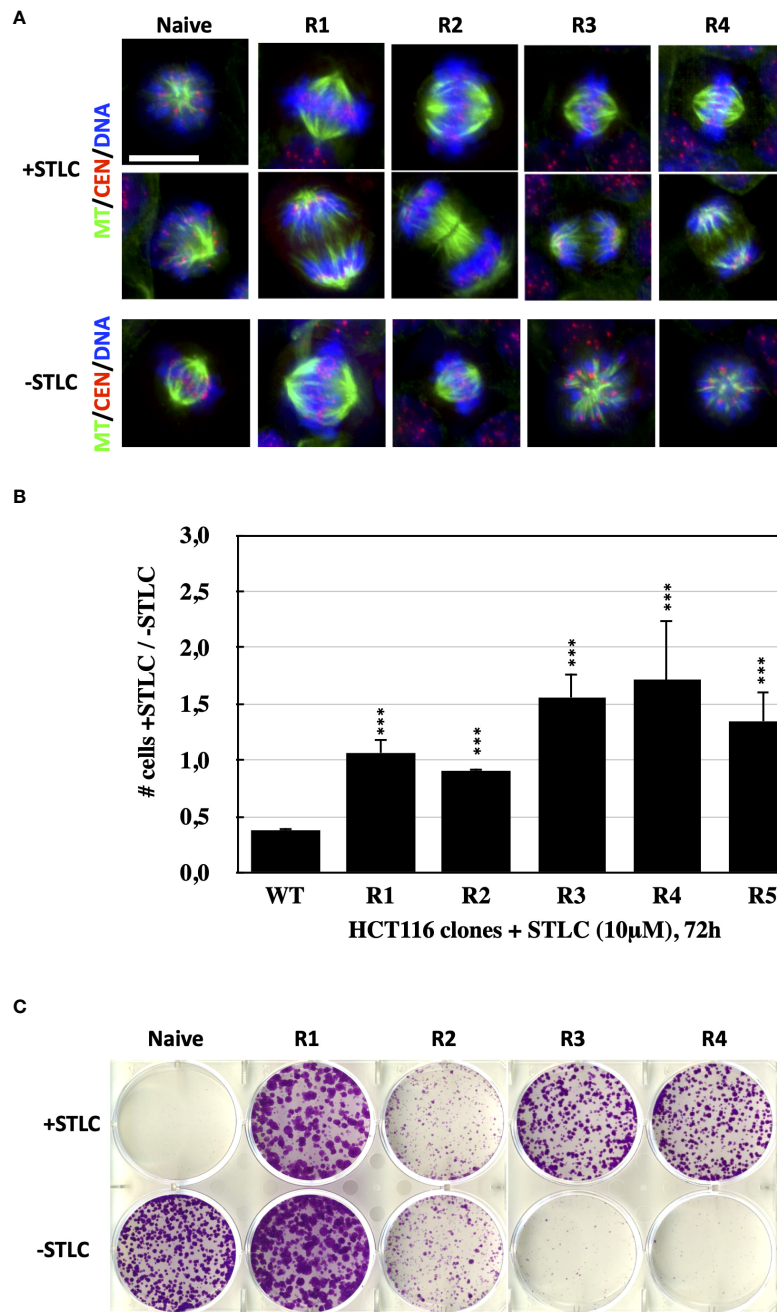 A
Naive R1 R2 R3 R4
+STLC
MT/CEN/DNA
-STLC
MT/CEN/DNA
B
# cells +STLC / -STLC
3,0
2,5
2,0
1,5
1,0
0,5
0,0
***
***
***
***
***
WT R1 R2 R3 R4 R5
HCT116 clones + STLC (10µM), 72h
C
Naive R1 R2 R3 R4
+STLC
-STLC